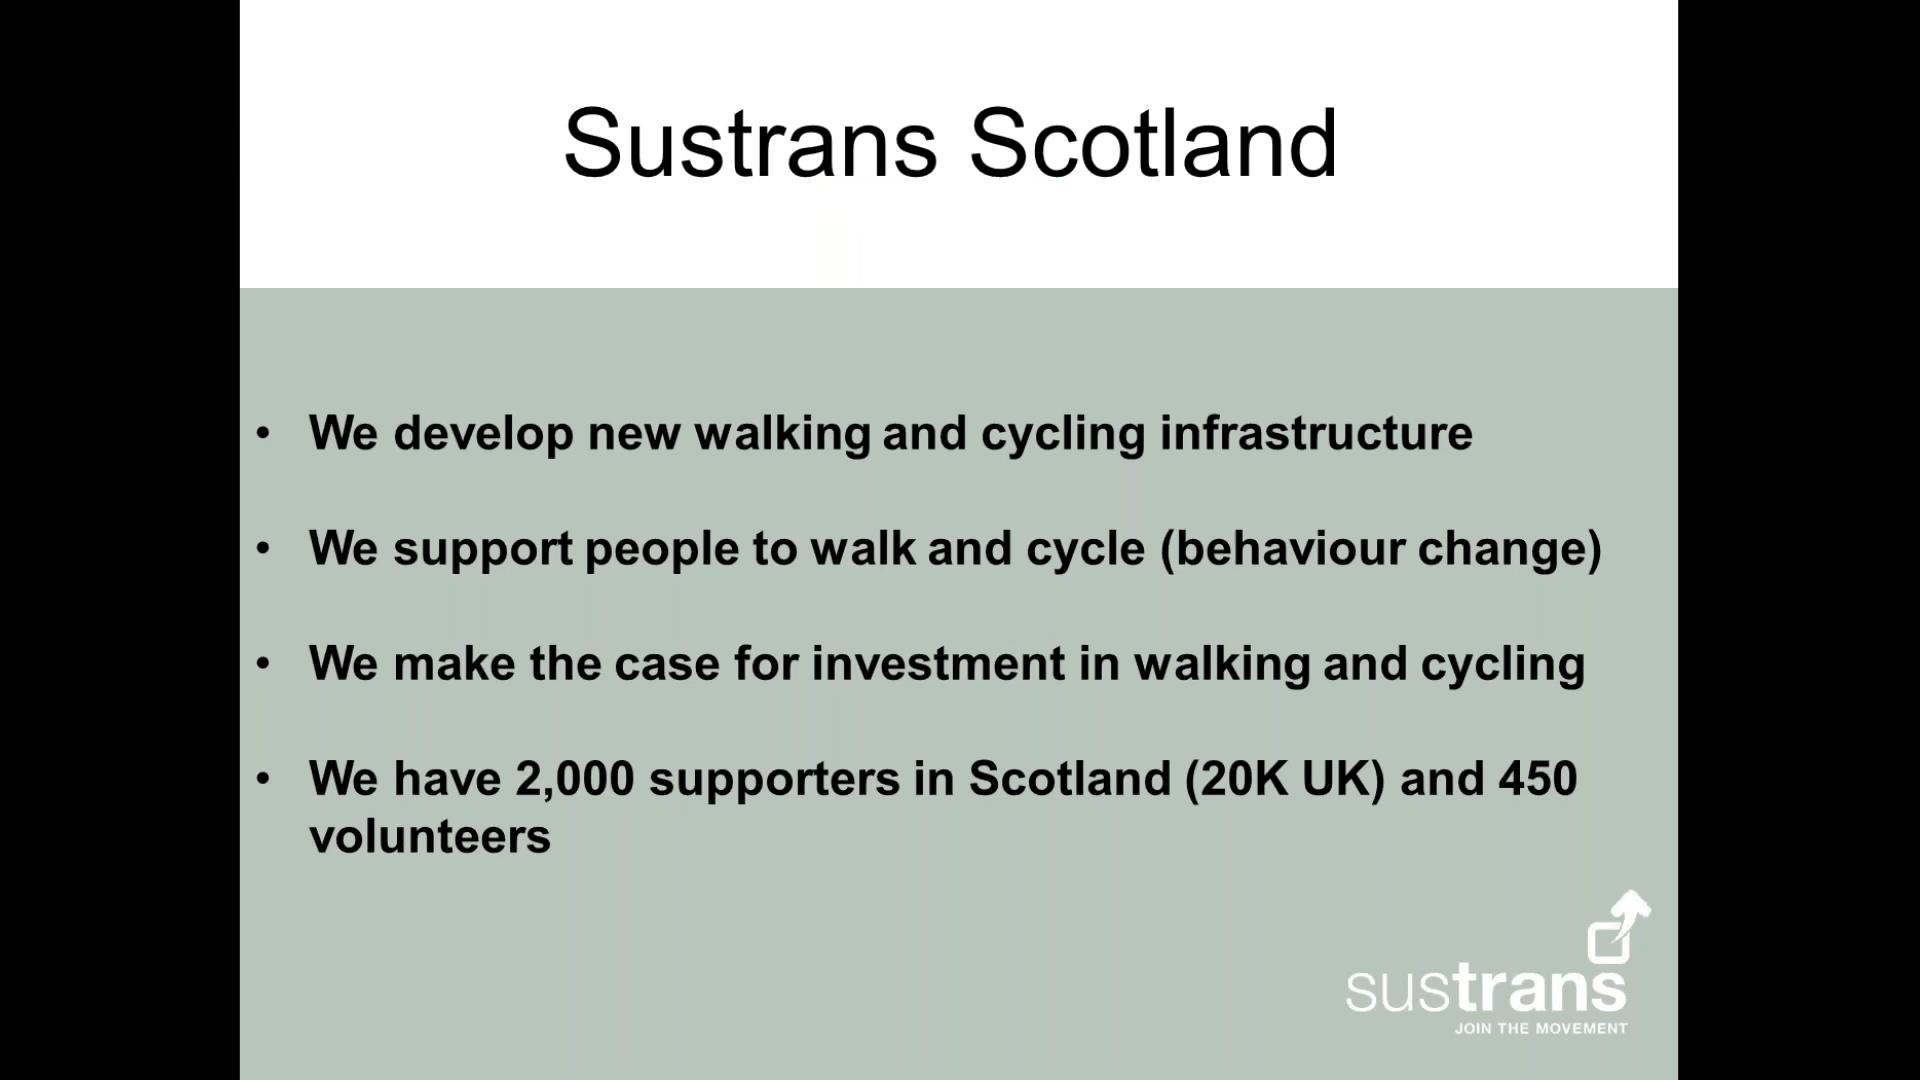 Sustrans Scotland
• We develop new walking and cycling infrastructure
• We support people to walk and cycle (behaviour change)
• We make the case for investment in walking and cycling
• We have 2,000 supporters in Scotland (20K UK) and 450
volunteers
sustrans
JOIN THE MOVEMENT